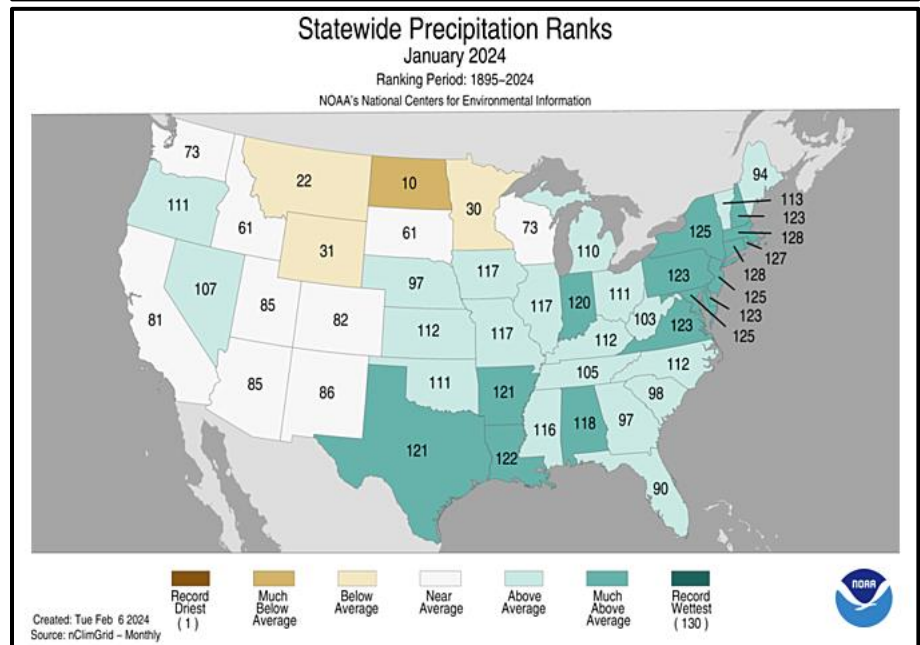 Statewide Precipitation Ranks
January 2024
Ranking Period: 1895–2024
NOAA's National Centers for Environmental Information
73
22
10
30
73
94
113
123
128
127
128
125
123
125
111
61
31
61
110
125
123
107
85
82
97
117
117
120
111
103
123
81
112
117
112
112
85
86
111
121
105
98
121
122
116
118
97
90
Record
Driest
( 1 )
Much
Below
Average
Below
Average
Near
Average
Above
Average
Much
Above
Average
Record
Wettest
( 130 )
Created: Tue Feb 6 2024
Source: nClimGrid – Monthly
NOAA